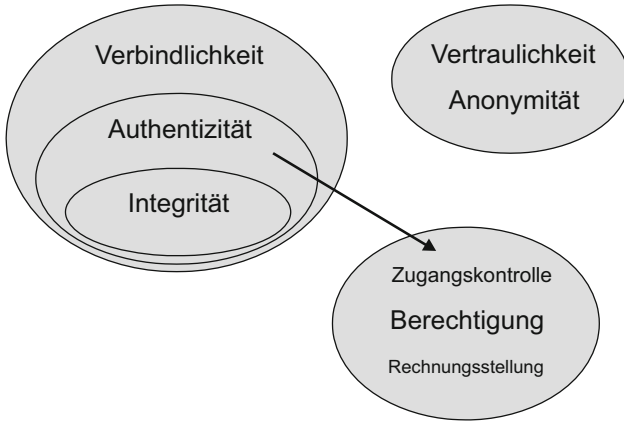 Verbindlichkeit
Authentizität
Integrität
Vertraulichkeit
Anonymität
Zugangskontrolle
Berechtigung
Rechnungsstellung